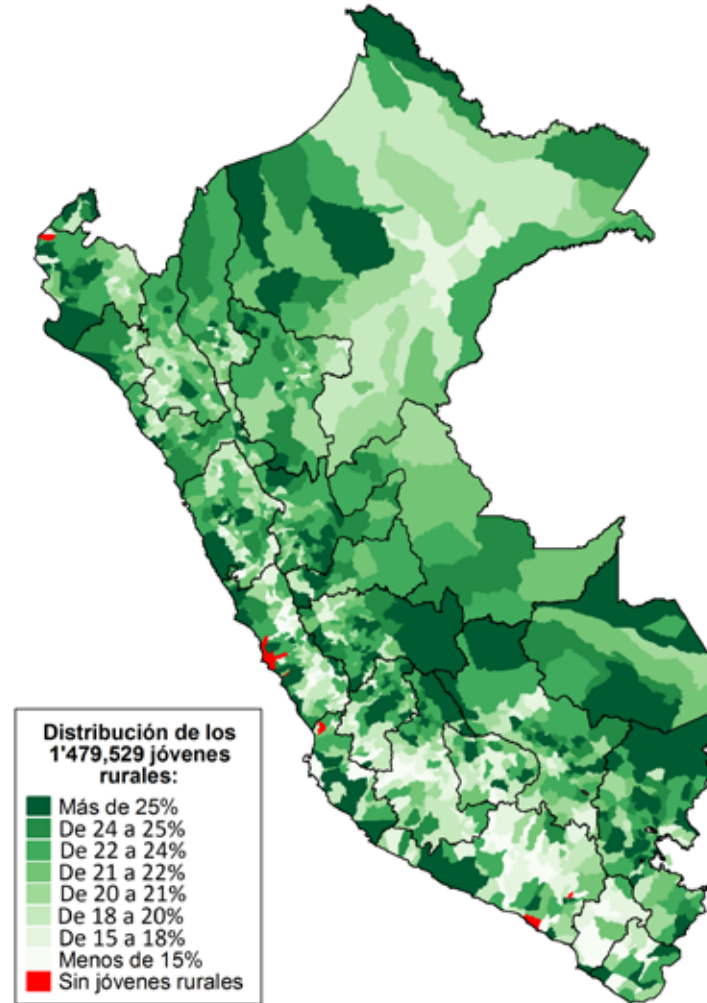 Distribución de los
1'479,529 jóvenes
rurales:
Más de 25%
De 24 a 25%
De 22 a 24%
De 21 a 22%
De 20 a 21%
De 18 a 20%
De 15 a 18%
Menos de 15%
Sin jóvenes rurales